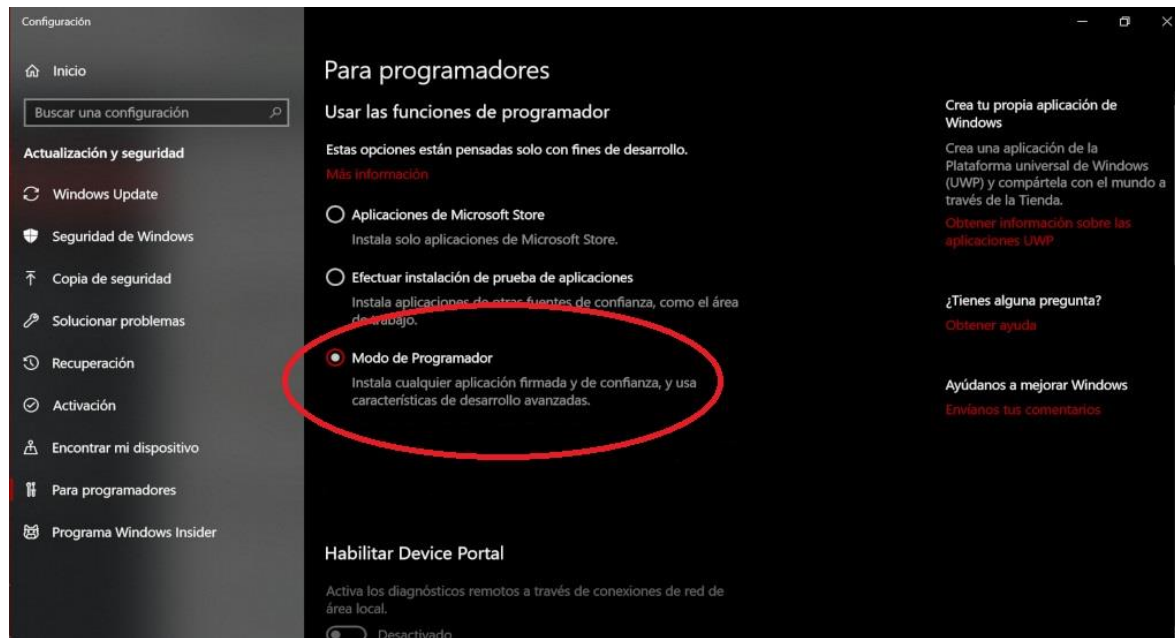 Configuración
Inicio
Buscar una configuración
Actualización y seguridad
Windows Update
Seguridad de Windows
Copia de seguridad
Solucionar problemas
Recuperación
Activación
Encontrar mi dispositivo
Para programadores
Programa Windows Insider
Para programadores
Usar las funciones de programador
Estas opciones están pensadas solo con fines de desarrollo.
Más información
Aplicaciones de Microsoft Store
Instala solo aplicaciones de Microsoft Store.
Efectuar instalación de prueba de aplicaciones
Instala aplicaciones de otras fuentes de confianza, como el área
de trabajo.
Modo de Programador
Instala cualquier aplicación firmada y de confianza, y usa
características de desarrollo avanzadas.
Habilitar Device Portal
Activa los diagnósticos remotos a través de conexiones de red de
área local.
Desactivado
Crea tu propia aplicación de
Windows
Crea una aplicación de la
Plataforma universal de Windows
(UWP) y compártela con el mundo a
través de la Tienda.
Obtener información sobre las
aplicaciones UWP
¿Tienes alguna pregunta?
Obtener ayuda
Ayúdanos a mejorar Windows
Envíanos tus comentarios